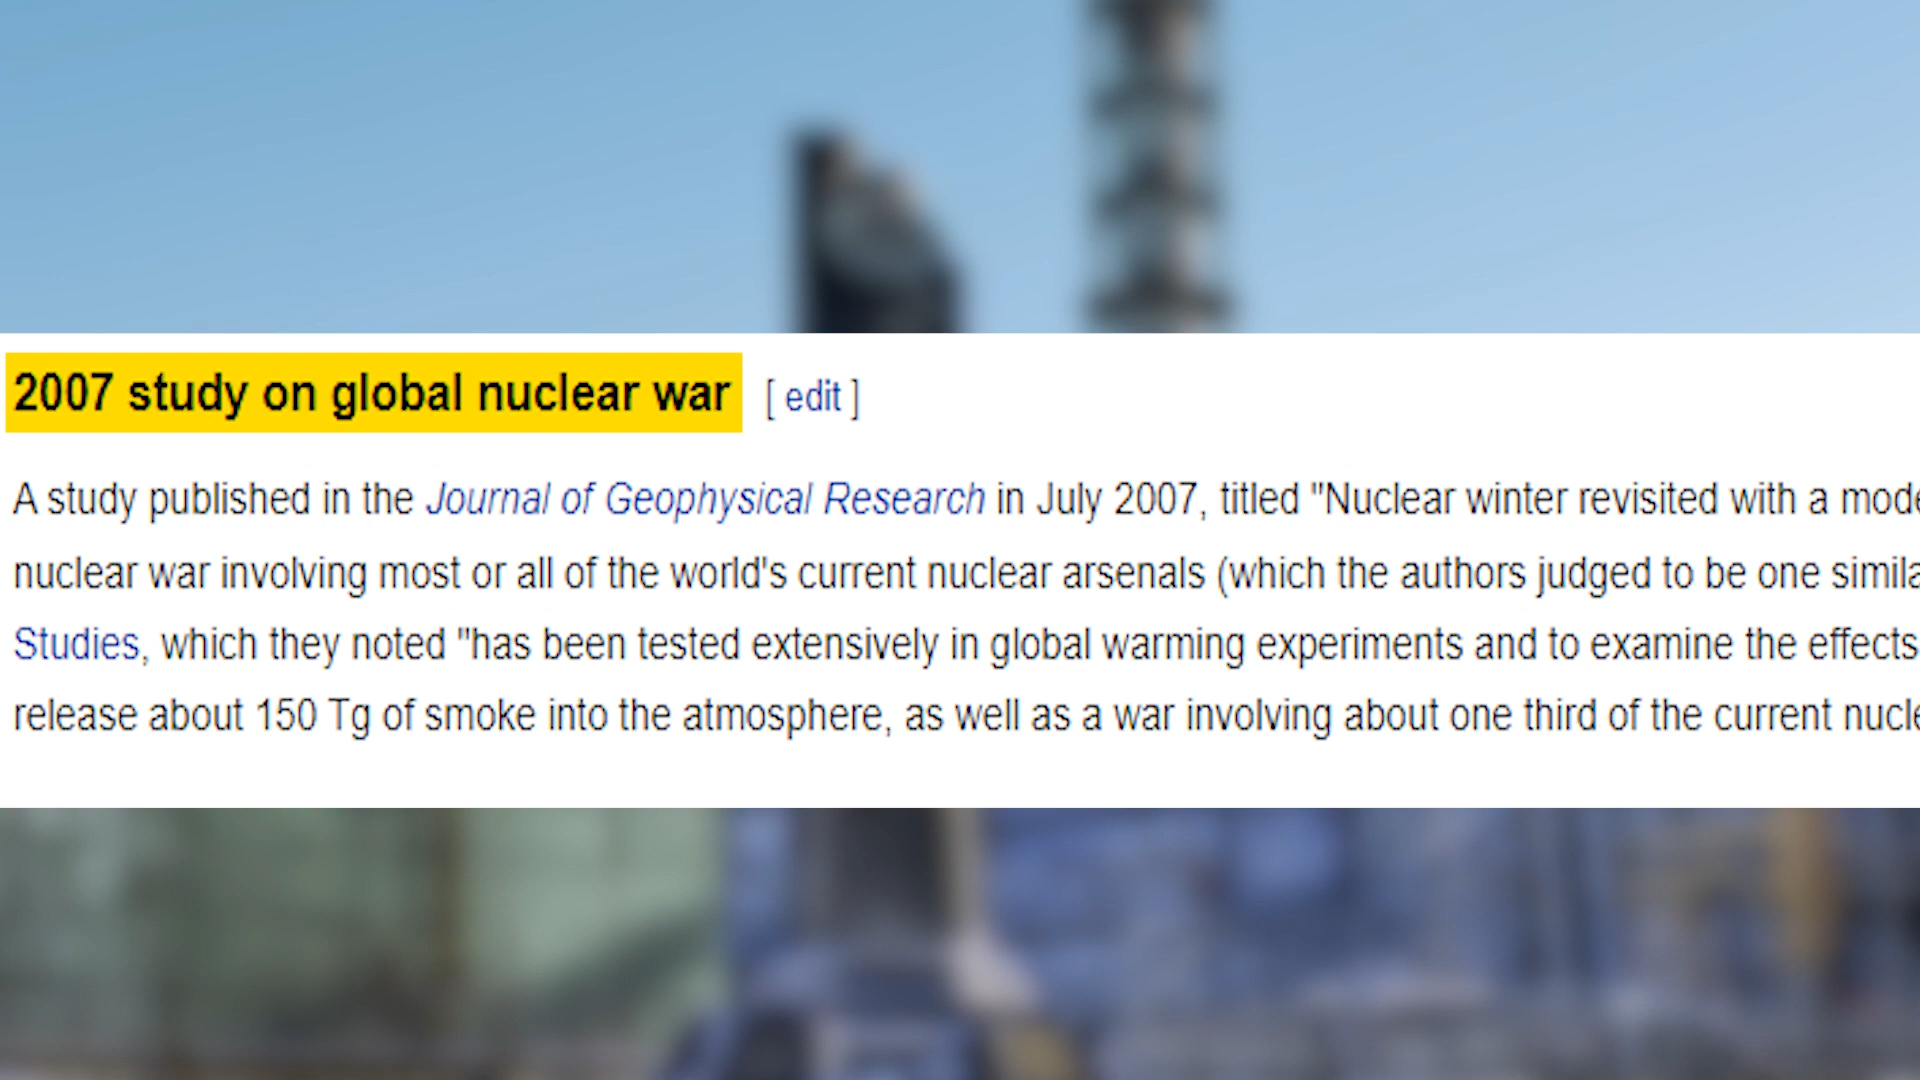 2007 study on global nuclear war [ edit ]
A study published in the Journal of Geophysical Research in July 2007, titled "Nuclear winter revisited with a mode
nuclear war involving most or all of the world's current nuclear arsenals (which the authors judged to be one simila
Studies, which they noted "has been tested extensively in global warming experiments and to examine the effects
release about 150 Tg of smoke into the atmosphere, as well as a war involving about one third of the current nucle